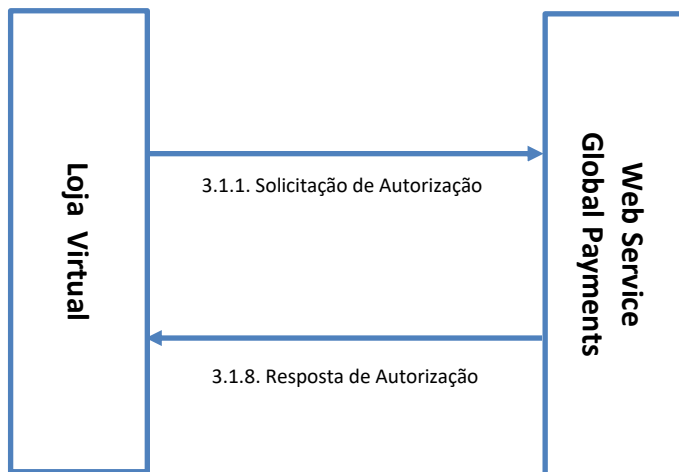 Loja Virtual
3.1.1. Solicitação de Autorização
3.1.8. Resposta de Autorização
Web Service
Global Payments